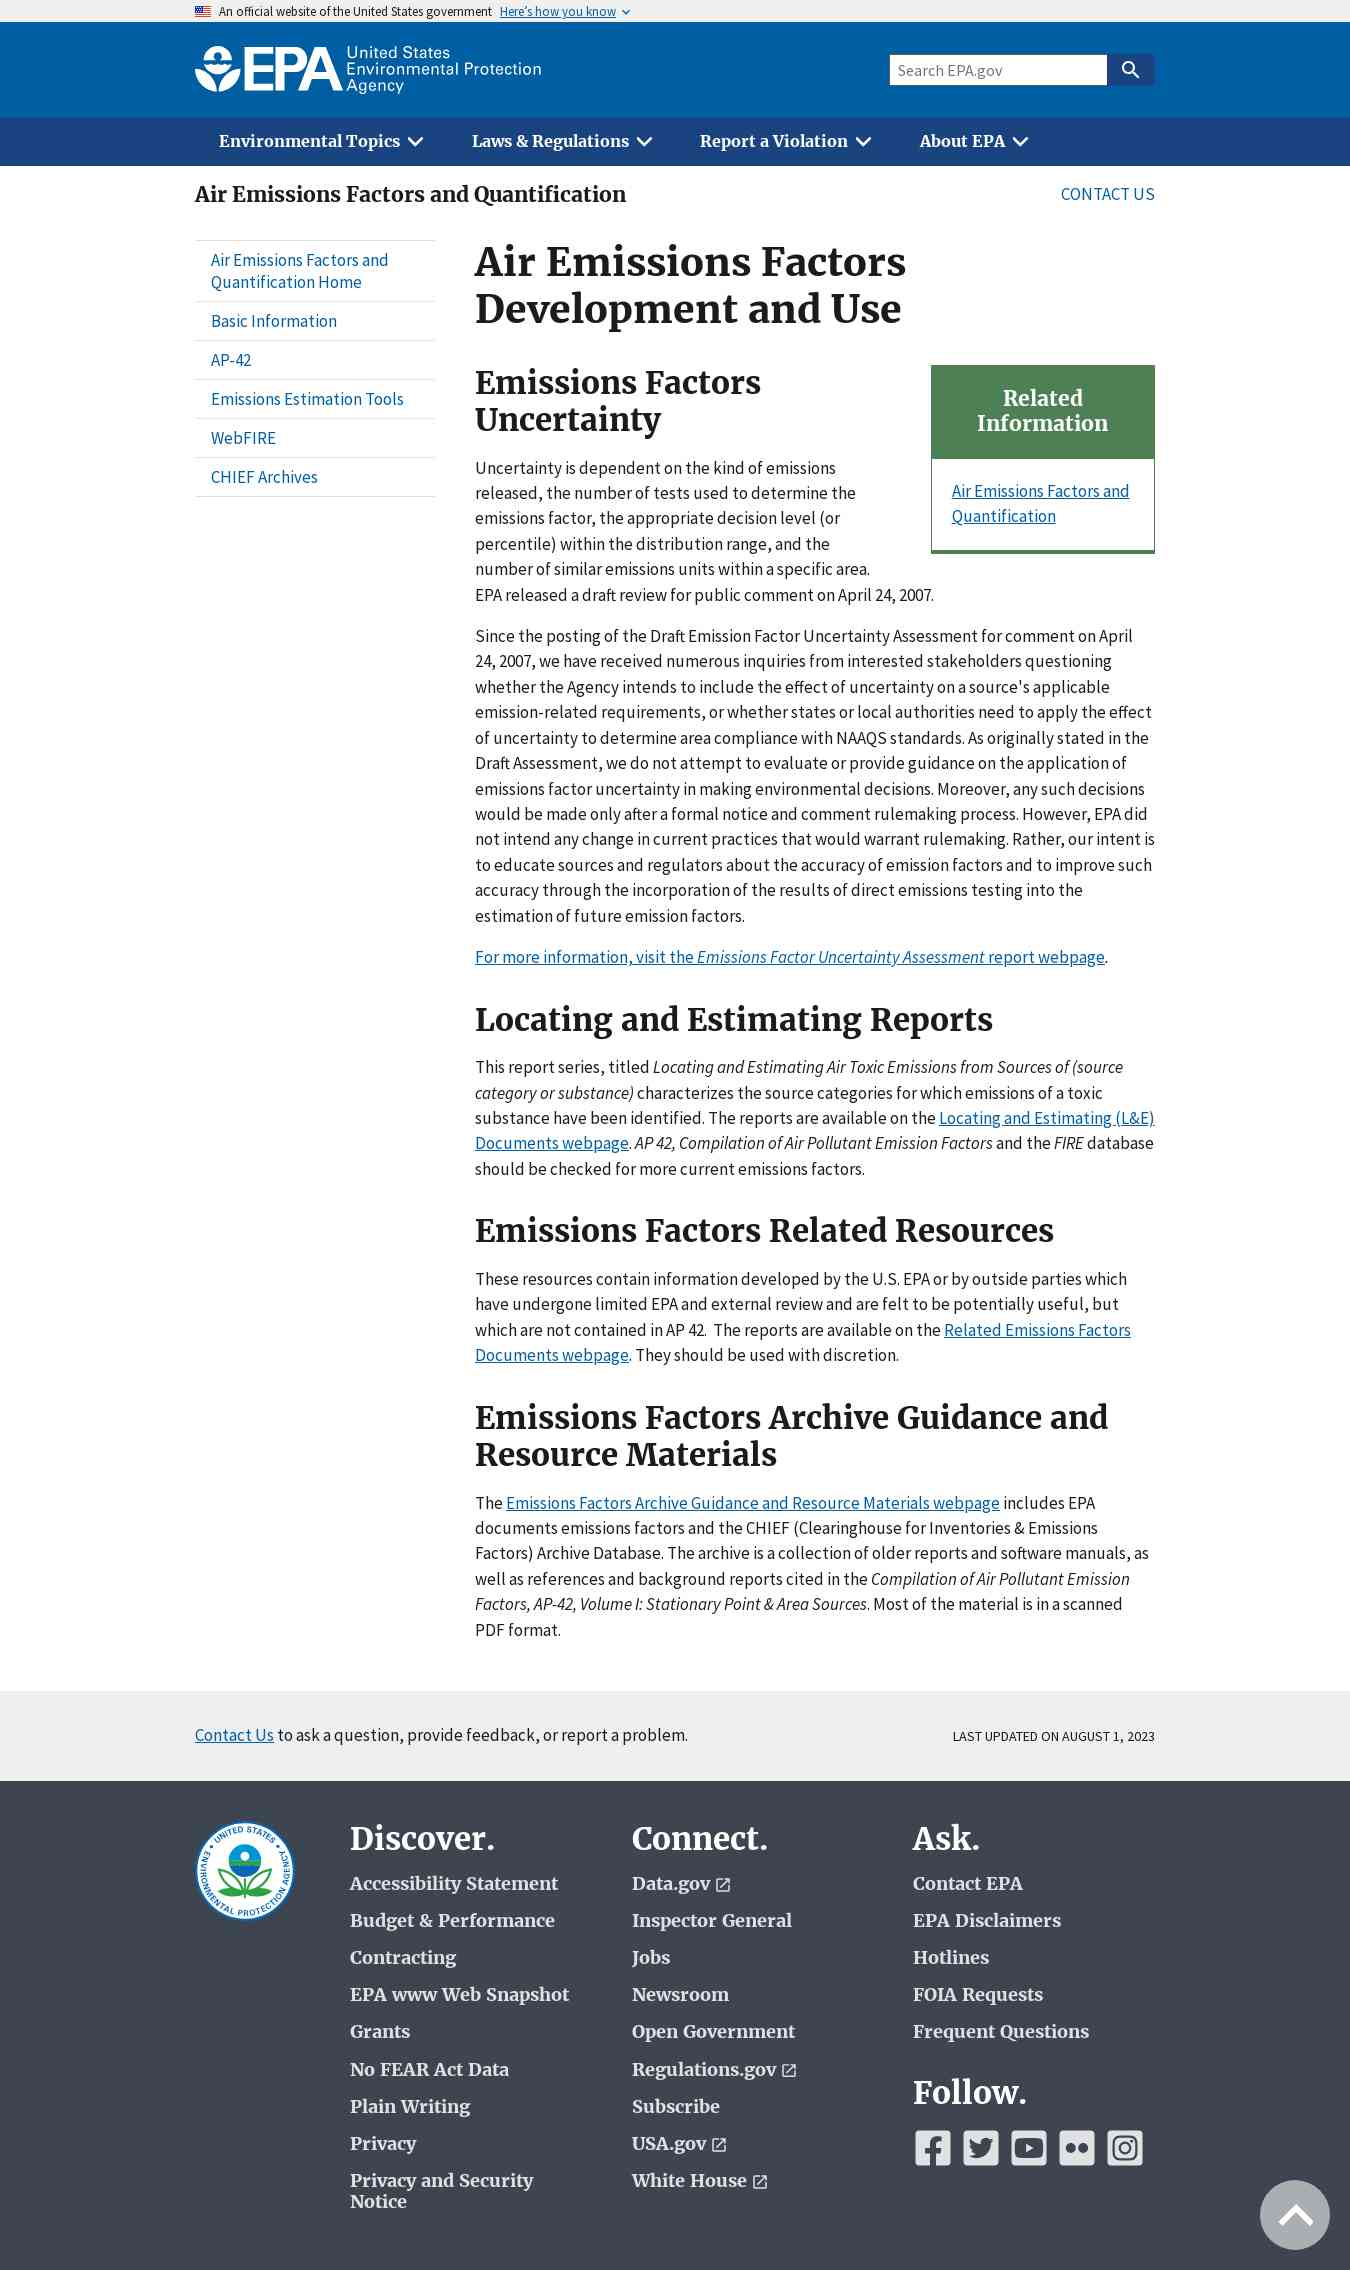 An official website of the United States government Here's how you know
EPA United States
Environmental Protection
Agency
Search EPA.gov
Environmental Topics Laws & Regulations Report a Violation About EPA
Air Emissions Factors and Quantification CONTACT US
Air Emissions Factors and
Quantification Home
Basic Information
AP-42
Emissions Estimation Tools
WebFIRE
CHIEF Archives
Air Emissions Factors
Development and Use
Emissions Factors
Uncertainty
Related
Information
Air Emissions Factors and
Quantification
Uncertainty is dependent on the kind of emissions
released, the number of tests used to determine the
emissions factor, the appropriate decision level (or
percentile) within the distribution range, and the
number of similar emissions units within a specific area.
EPA released a draft review for public comment on April 24, 2007.
Since the posting of the Draft Emission Factor Uncertainty Assessment for comment on April
24, 2007, we have received numerous inquiries from interested stakeholders questioning
whether the Agency intends to include the effect of uncertainty on a source's applicable
emission-related requirements, or whether states or local authorities need to apply the effect
of uncertainty to determine area compliance with NAAQS standards. As originally stated in the
Draft Assessment, we do not attempt to evaluate or provide guidance on the application of
emissions factor uncertainty in making environmental decisions. Moreover, any such decisions
would be made only after a formal notice and comment rulemaking process. However, EPA did
not intend any change in current practices that would warrant rulemaking. Rather, our intent is
to educate sources and regulators about the accuracy of emission factors and to improve such
accuracy through the incorporation of the results of direct emissions testing into the
estimation of future emission factors.
For more information, visit the Emissions Factor Uncertainty Assessment report webpage.
Locating and Estimating Reports
This report series, titled Locating and Estimating Air Toxic Emissions from Sources of (source
category or substance) characterizes the source categories for which emissions of a toxic
substance have been identified. The reports are available on the Locating and Estimating (L&E)
Documents webpage. AP 42, Compilation of Air Pollutant Emission Factors and the FIRE database
should be checked for more current emissions factors.
Emissions Factors Related Resources
These resources contain information developed by the U.S. EPA or by outside parties which
have undergone limited EPA and external review and are felt to be potentially useful, but
which are not contained in AP 42. The reports are available on the Related Emissions Factors
Documents webpage. They should be used with discretion.
Emissions Factors Archive Guidance and
Resource Materials
The Emissions Factors Archive Guidance and Resource Materials webpage includes EPA
documents emissions factors and the CHIEF (Clearinghouse for Inventories & Emissions
Factors) Archive Database. The archive is a collection of older reports and software manuals, as
well as references and background reports cited in the Compilation of Air Pollutant Emission
Factors, AP-42, Volume I: Stationary Point & Area Sources. Most of the material is in a scanned
PDF format.
Contact Us to ask a question, provide feedback, or report a problem. LAST UPDATED ON AUGUST 1, 2023
UNITED STATES
ENVIRONMENTAL PROTECTION AGENCY
Discover.
Accessibility Statement
Budget & Performance
Contracting
EPA www Web Snapshot
Grants
No FEAR Act Data
Plain Writing
Privacy
Privacy and Security
Notice
Connect.
Data.gov
Inspector General
Jobs
Newsroom
Open Government
Regulations.gov
Subscribe
USA.gov
White House
Ask.
Contact EPA
EPA Disclaimers
Hotlines
FOIA Requests
Frequent Questions
Follow.